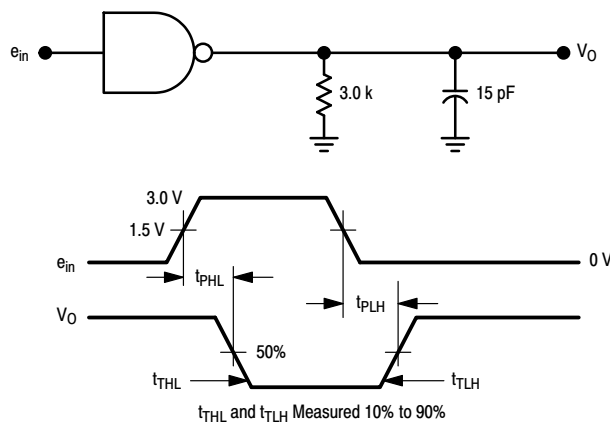 e_in
V_O
3.0 k
15 pF
3.0 V
1.5 V
e_in
0 V
t_PHL
t_PLH
V_O
50%
t_THL
t_TLH
t_THL and t_TLH Measured 10% to 90%